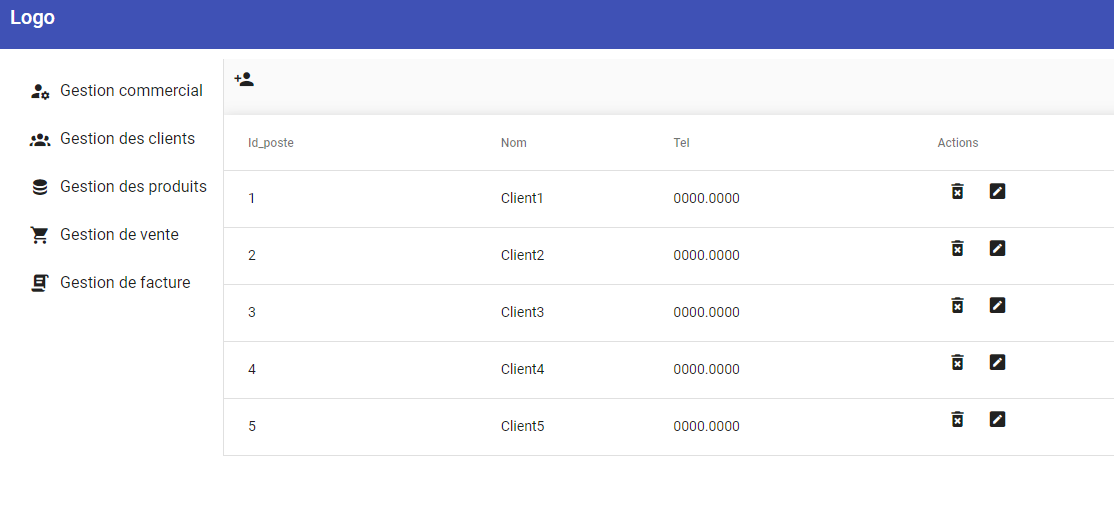 Logo
Gestion commercial
Gestion des clients
Gestion des produits
Gestion de vente
Gestion de facture
Id_poste Nom Tel Actions
1 Client1 0000.0000
2 Client2 0000.0000
3 Client3 0000.0000
4 Client4 0000.0000
5 Client5 0000.0000